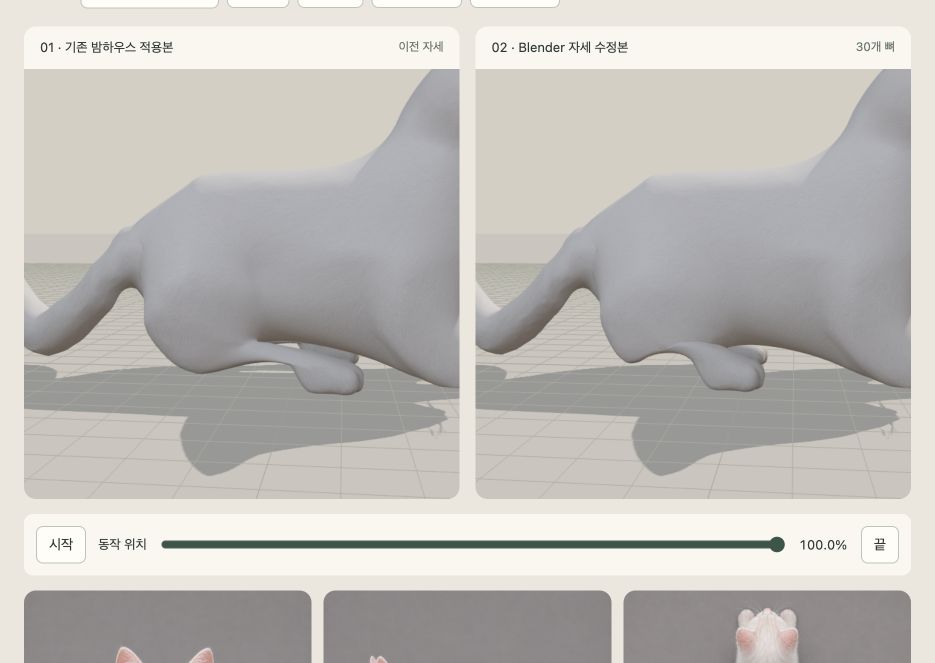 01 · 기존 밤하우스 적용본
이전 자세
02 · Blender 자세 수정본
30개 뼈
시작
동작 위치
100.0%
끝